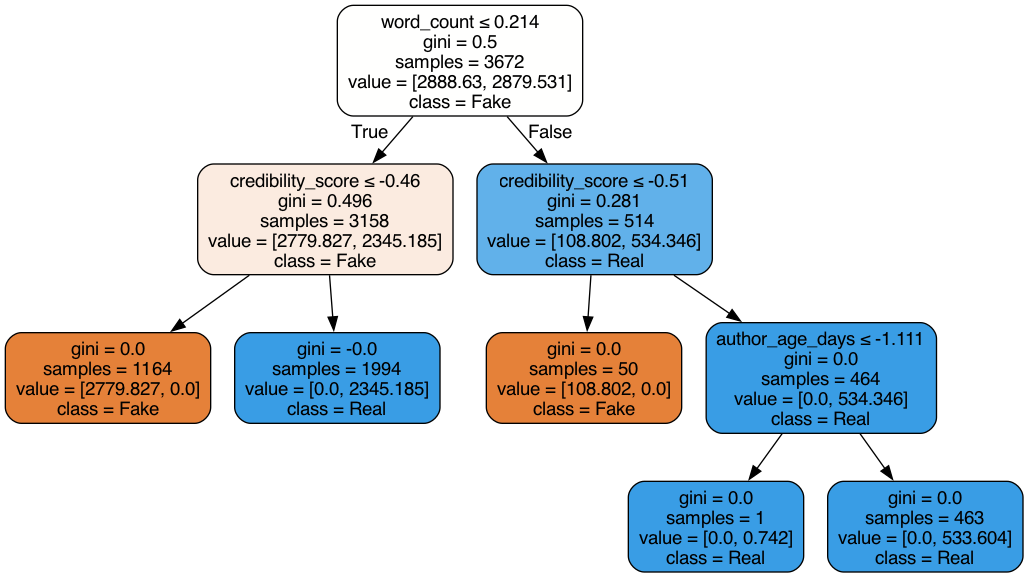 word_count ≤ 0.214
gini = 0.5
samples = 3672
value = [2888.63, 2879.531]
class = Fake
True
False
credibility_score ≤ -0.46
gini = 0.496
samples = 3158
value = [2779.827, 2345.185]
class = Fake
credibility_score ≤ -0.51
gini = 0.281
samples = 514
value = [108.802, 534.346]
class = Real
gini = 0.0
samples = 1164
value = [2779.827, 0.0]
class = Fake
gini = -0.0
samples = 1994
value = [0.0, 2345.185]
class = Real
gini = 0.0
samples = 50
value = [108.802, 0.0]
class = Fake
author_age_days ≤ -1.111
gini = 0.0
samples = 464
value = [0.0, 534.346]
class = Real
gini = 0.0
samples = 1
value = [0.0, 0.742]
class = Real
gini = 0.0
samples = 463
value = [0.0, 533.604]
class = Real